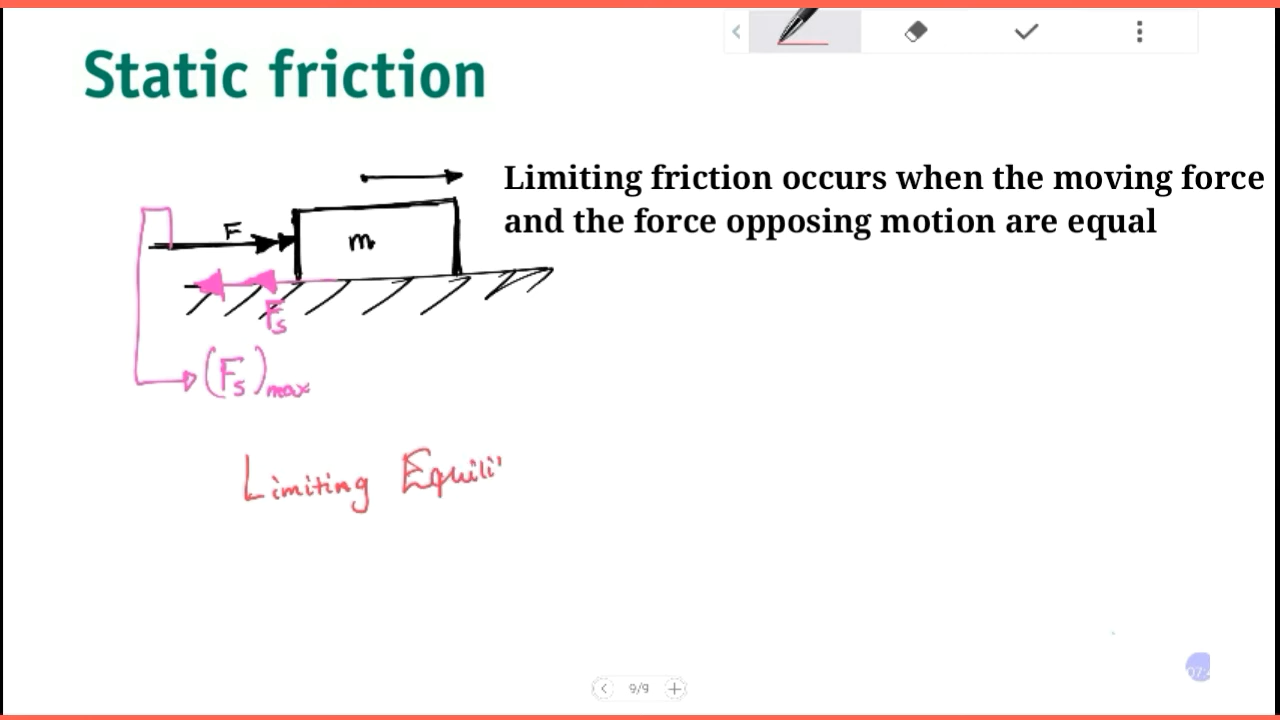 Static friction
Limiting friction occurs when the moving force
and the force opposing motion are equal
F
m
Fs
(Fs)max
Limiting Equili
9/9